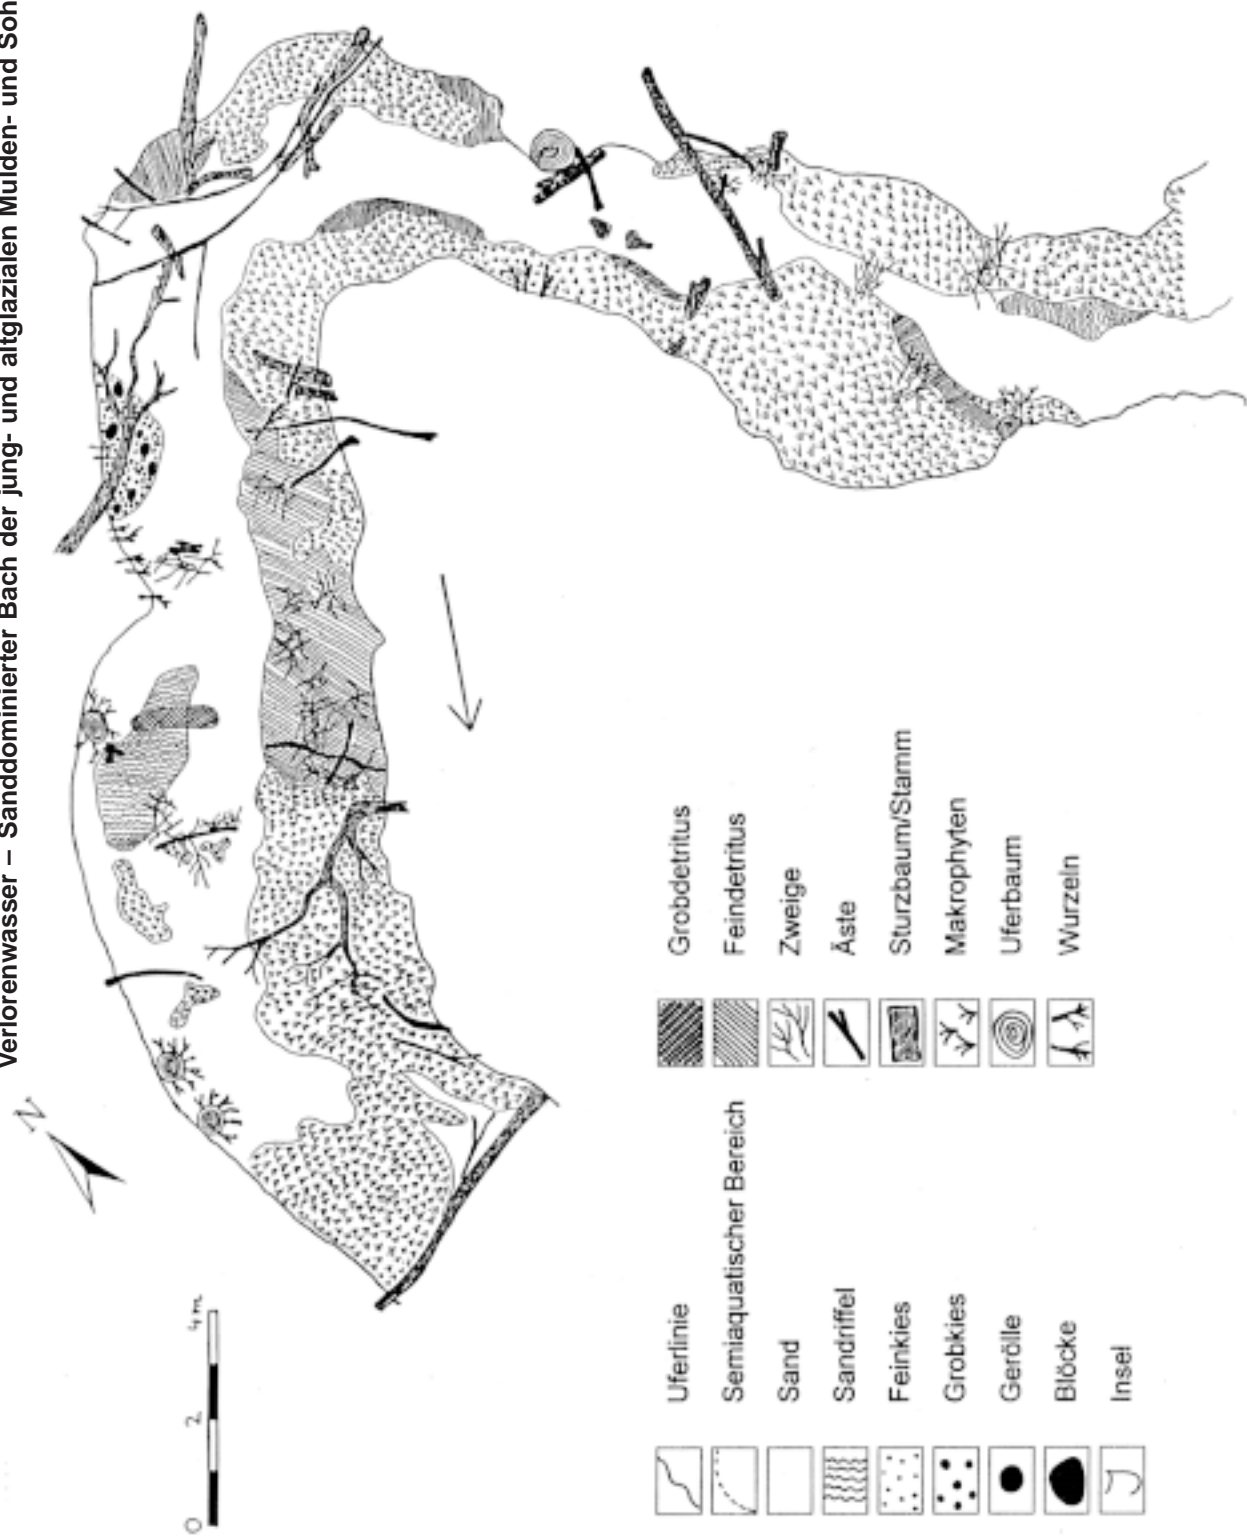 Verlorenwasser – Sanddominierter Bach der jung- und altglazialen Mulden- und Soh
N
0 2 4 m
Uferlinie
Semiaquatischer Bereich
Sand
Sandriffel
Feinkies
Grobkies
Gerölle
Blöcke
Insel
Grobdetritus
Feindetritus
Zweige
Äste
Sturzbaum/Stamm
Makrophyten
Uferbaum
Wurzeln